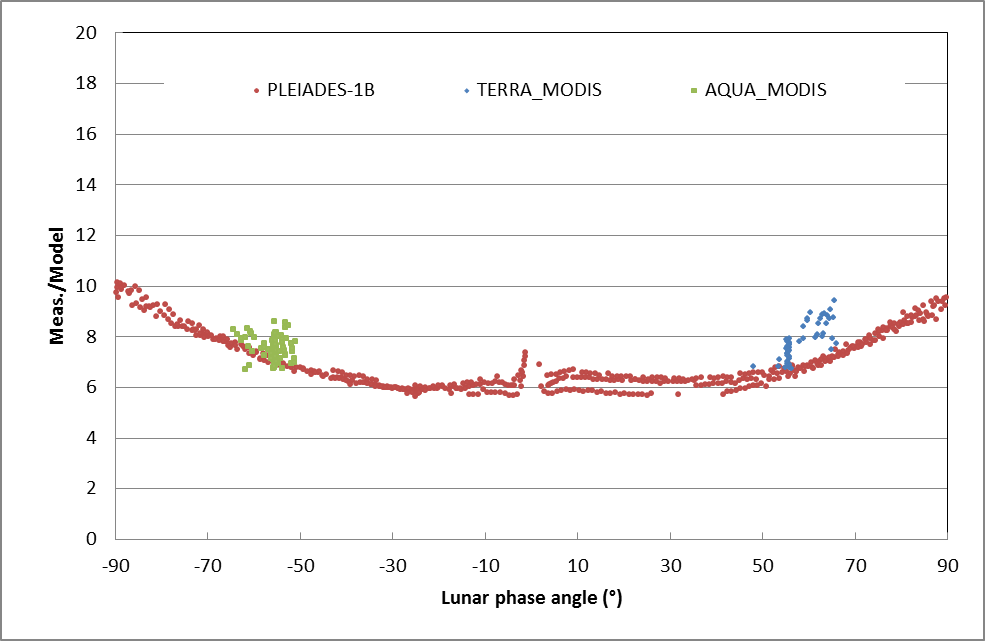 20
18
PLEIADES-1B TERRA_MODIS AQUA_MODIS
16
14
12
10
8
6
4
2
0
Meas./Model
-90 -70 -50 -30 -10 10 30 50 70 90
Lunar phase angle (°)